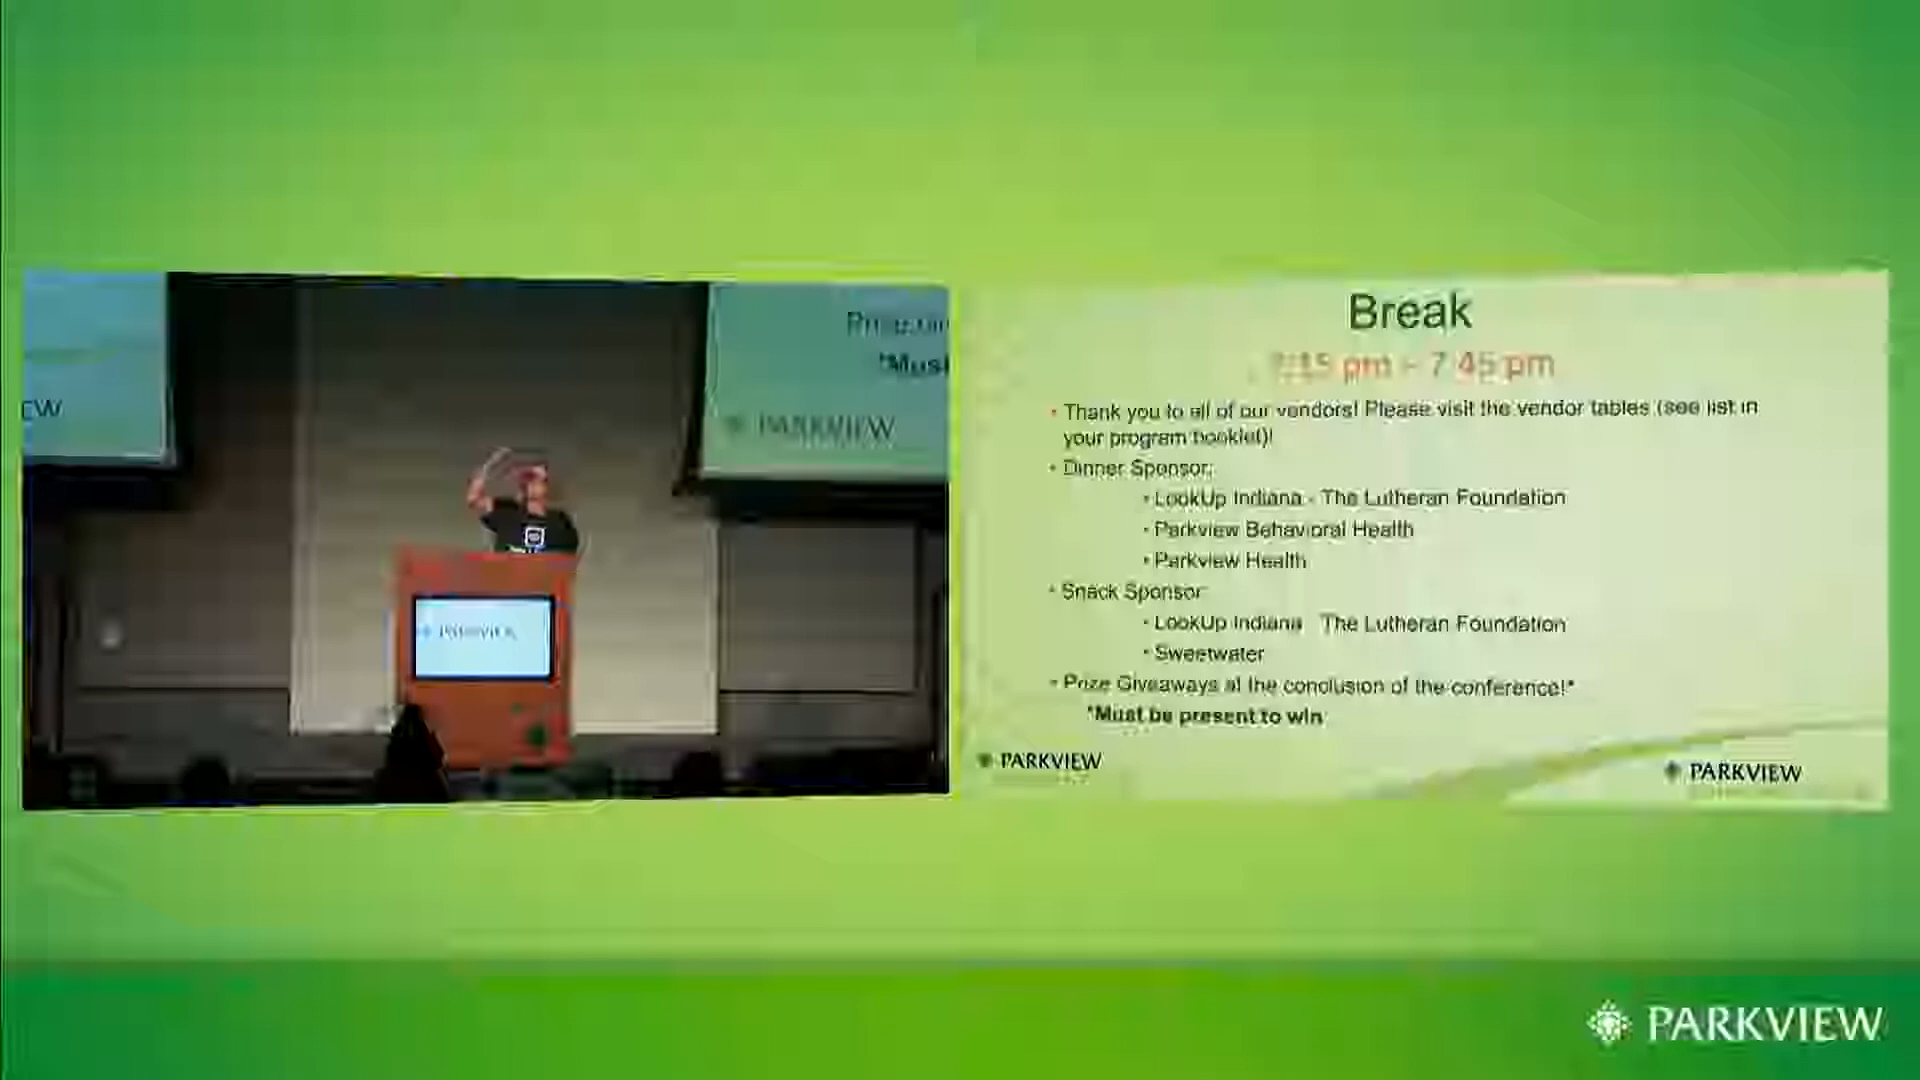 EW
*Must
PARKVIEW
PARKVIEW
Break
7:15 pm - 7:45 pm
• Thank you to all of our vendors! Please visit the vendor tables (see list in
your program booklet)!
• Dinner Sponsor:
• LookUp Indiana - The Lutheran Foundation
• Parkview Behavioral Health
• Parkview Health
• Snack Sponsor
• LookUp Indiana The Lutheran Foundation
• Sweetwater
• Prize Giveaways at the conclusion of the conference!*
*Must be present to win
PARKVIEW
PARKVIEW
PARKVIEW